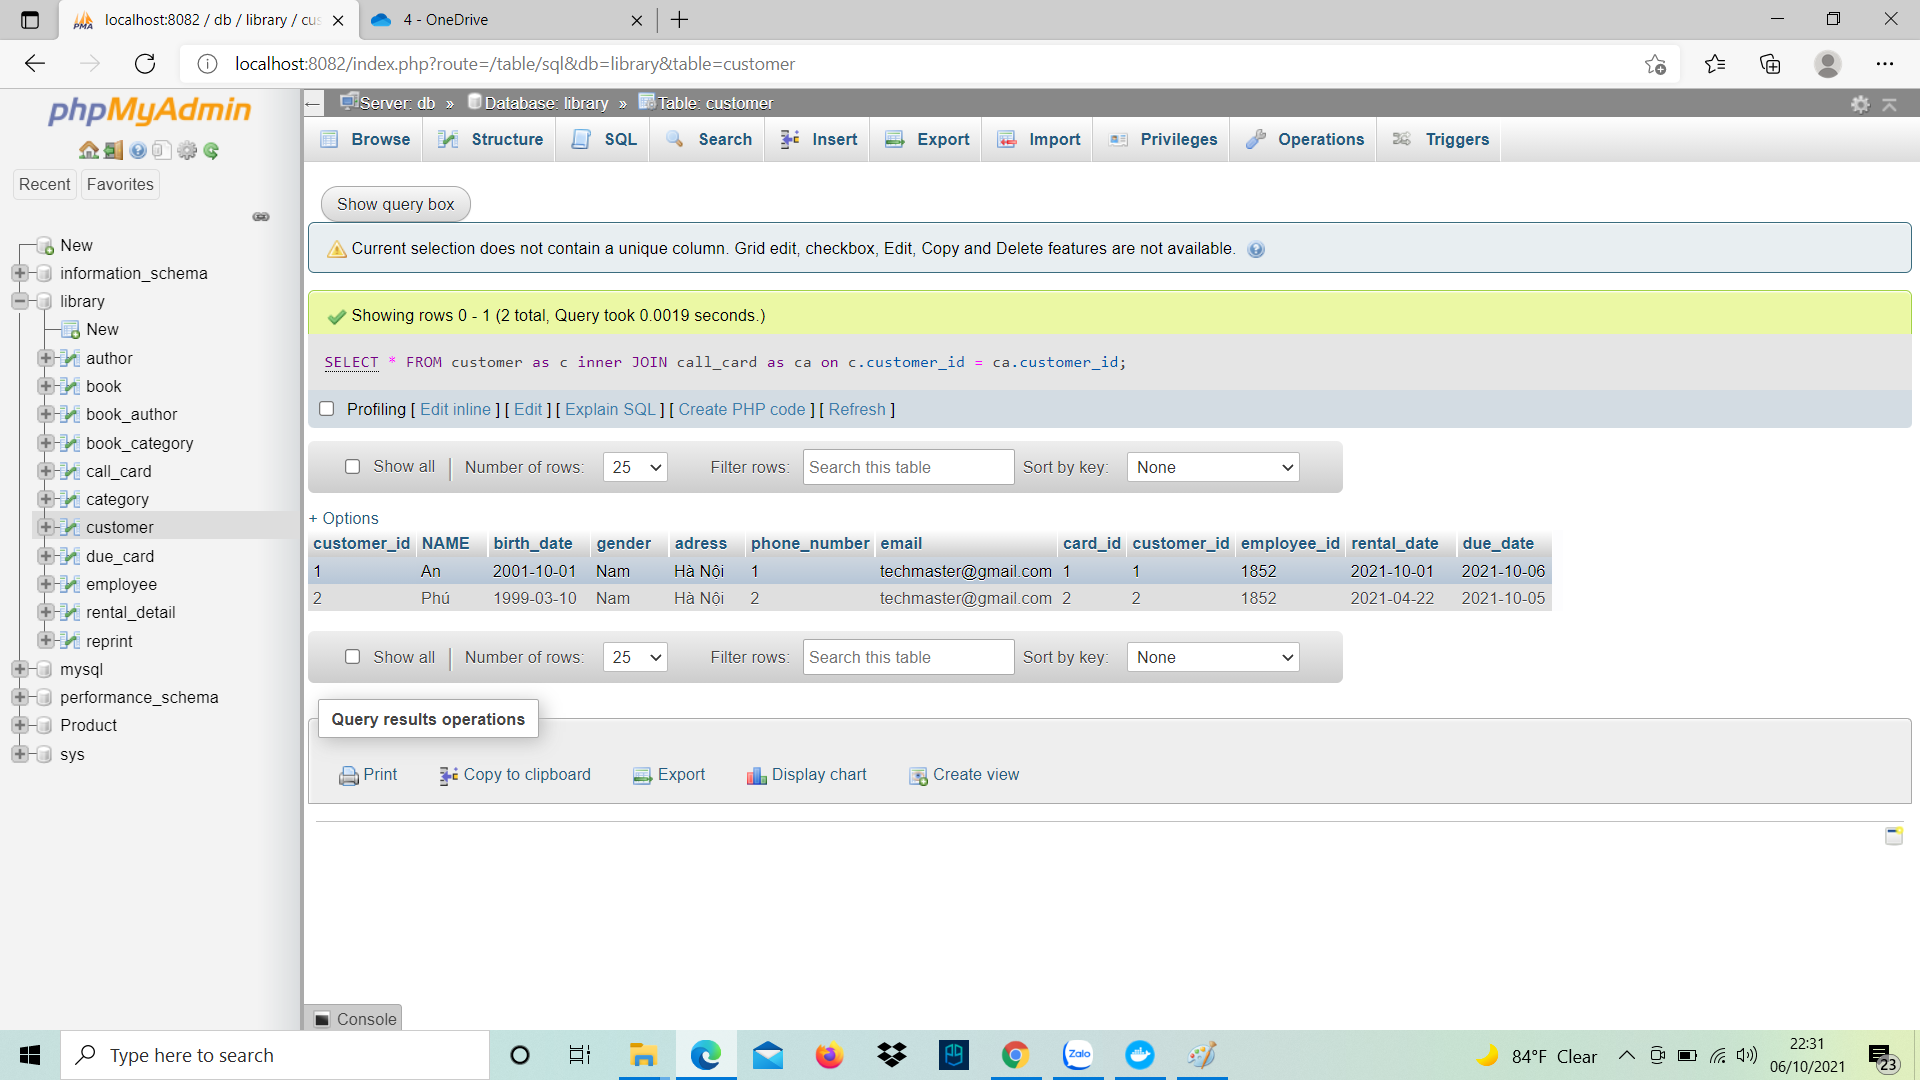 localhost:8082 / db / library / cus
4 - OneDrive
localhost:8082/index.php?route=/table/sql&db=library&table=customer
phpMyAdmin
Recent
Favorites
New
information_schema
library
New
author
book
book_author
book_category
call_card
category
customer
due_card
employee
rental_detail
reprint
mysql
performance_schema
Product
sys
Server: db » Database: library » Table: customer
Browse Structure SQL Search Insert Export Import Privileges Operations Triggers
Show query box
Current selection does not contain a unique column. Grid edit, checkbox, Edit, Copy and Delete features are not available.
Showing rows 0 - 1 (2 total, Query took 0.0019 seconds.)
SELECT * FROM customer as c inner JOIN call_card as ca on c.customer_id = ca.customer_id;
Profiling [ Edit inline ] [ Edit ] [ Explain SQL ] [ Create PHP code ] [ Refresh ]
Show all | Number of rows: 25 Filter rows: Search this table Sort by key: None
+ Options
customer_id NAME birth_date gender adress phone_number email card_id customer_id employee_id rental_date due_date
1 An 2001-10-01 Nam Hà Nội 1 techmaster@gmail.com 1 1 1852 2021-10-01 2021-10-06
2 Phú 1999-03-10 Nam Hà Nội 2 techmaster@gmail.com 2 2 1852 2021-04-22 2021-10-05
Show all | Number of rows: 25 Filter rows: Search this table Sort by key: None
Query results operations
Print Copy to clipboard Export Display chart Create view
Console
Type here to search
Zalo
84°F Clear
22:31
06/10/2021
23